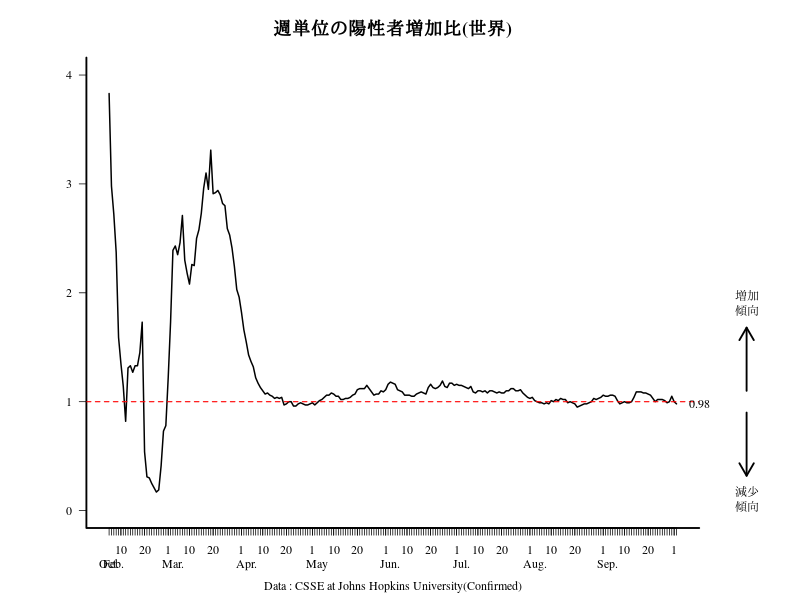 週単位の陽性者増加比(世界)
4
3
2
1
0
増加
傾向
0.98
減少
傾向
10 20 1 10 20 1 10 20 1 10 20 1 10 20 1 10 20 1 10 20 1 10 20 1
Feb. Mar. Apr. May Jun. Jul. Aug. Sep.
Data : CSSE at Johns Hopkins University(Confirmed)